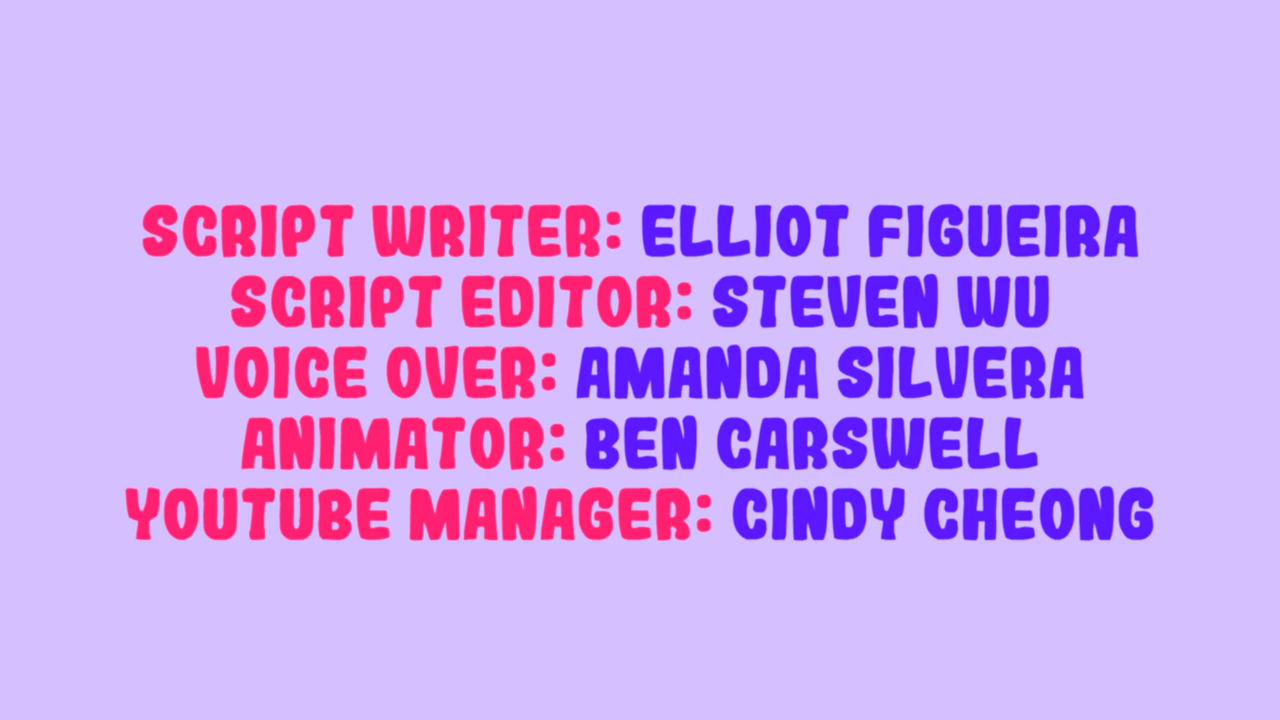 SCRIPT WRITER: ELLIOT FIGUEIRA
SCRIPT EDITOR: STEVEN WU
VOICE OVER: AMANDA SILVERA
ANIMATOR: BEN CARSWELL
YOUTUBE MANAGER: CINDY CHEONG